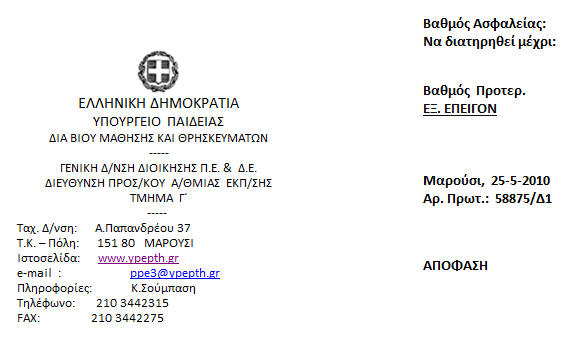 Βαθμός Ασφαλείας:
Να διατηρηθεί μέχρι:
Βαθμός Προτερ.
ΕΞ. ΕΠΕΙΓΟΝ
ΕΛΛΗΝΙΚΗ ΔΗΜΟΚΡΑΤΙΑ
ΥΠΟΥΡΓΕΙΟ ΠΑΙΔΕΙΑΣ
ΔΙΑ ΒΙΟΥ ΜΑΘΗΣΗΣ ΚΑΙ ΘΡΗΣΚΕΥΜΑΤΩΝ
-----
ΓΕΝΙΚΗ Δ/ΝΣΗ ΔΙΟΙΚΗΣΗΣ Π.Ε. & Δ.Ε.
ΔΙΕΥΘΥΝΣΗ ΠΡΟΣ/ΚΟΥ Α/ΘΜΙΑΣ ΕΚΠ/ΣΗΣ
ΤΜΗΜΑ Γ΄
-----
Μαρούσι, 25-5-2010
Αρ. Πρωτ.: 58875/Δ1
Ταχ. Δ/νση: Α.Παπανδρέου 37
Τ.Κ. – Πόλη: 151 80 ΜΑΡΟΥΣΙ
Ιστοσελίδα: www.ypepth.gr
e-mail : ppe3@ypepth.gr
Πληροφορίες: Κ.Σούμπαση
Τηλέφωνο: 210 3442315
FAX: 210 3442275
ΑΠΟΦΑΣΗ